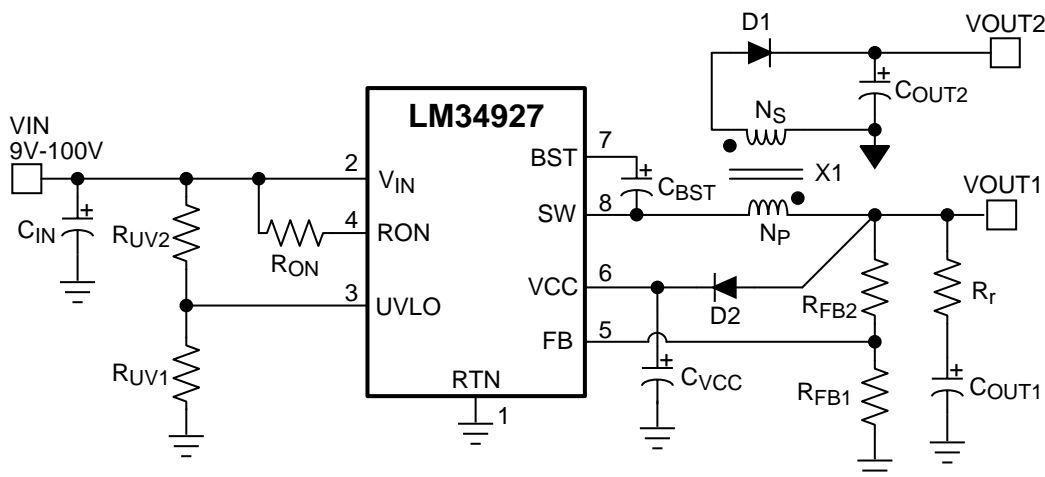 D1
VOUT2
+
COUT2
NS
LM34927
VIN
9V-100V
7
BST
+
CBST
X1
VOUT1
2
VIN
8
SW
NP
+
CIN
RUV2
4
RON
RON
6
VCC
D2
RFB2
Rr
3
UVLO
5
FB
RUV1
+
CVCC
RTN
1
RFB1
+
COUT1